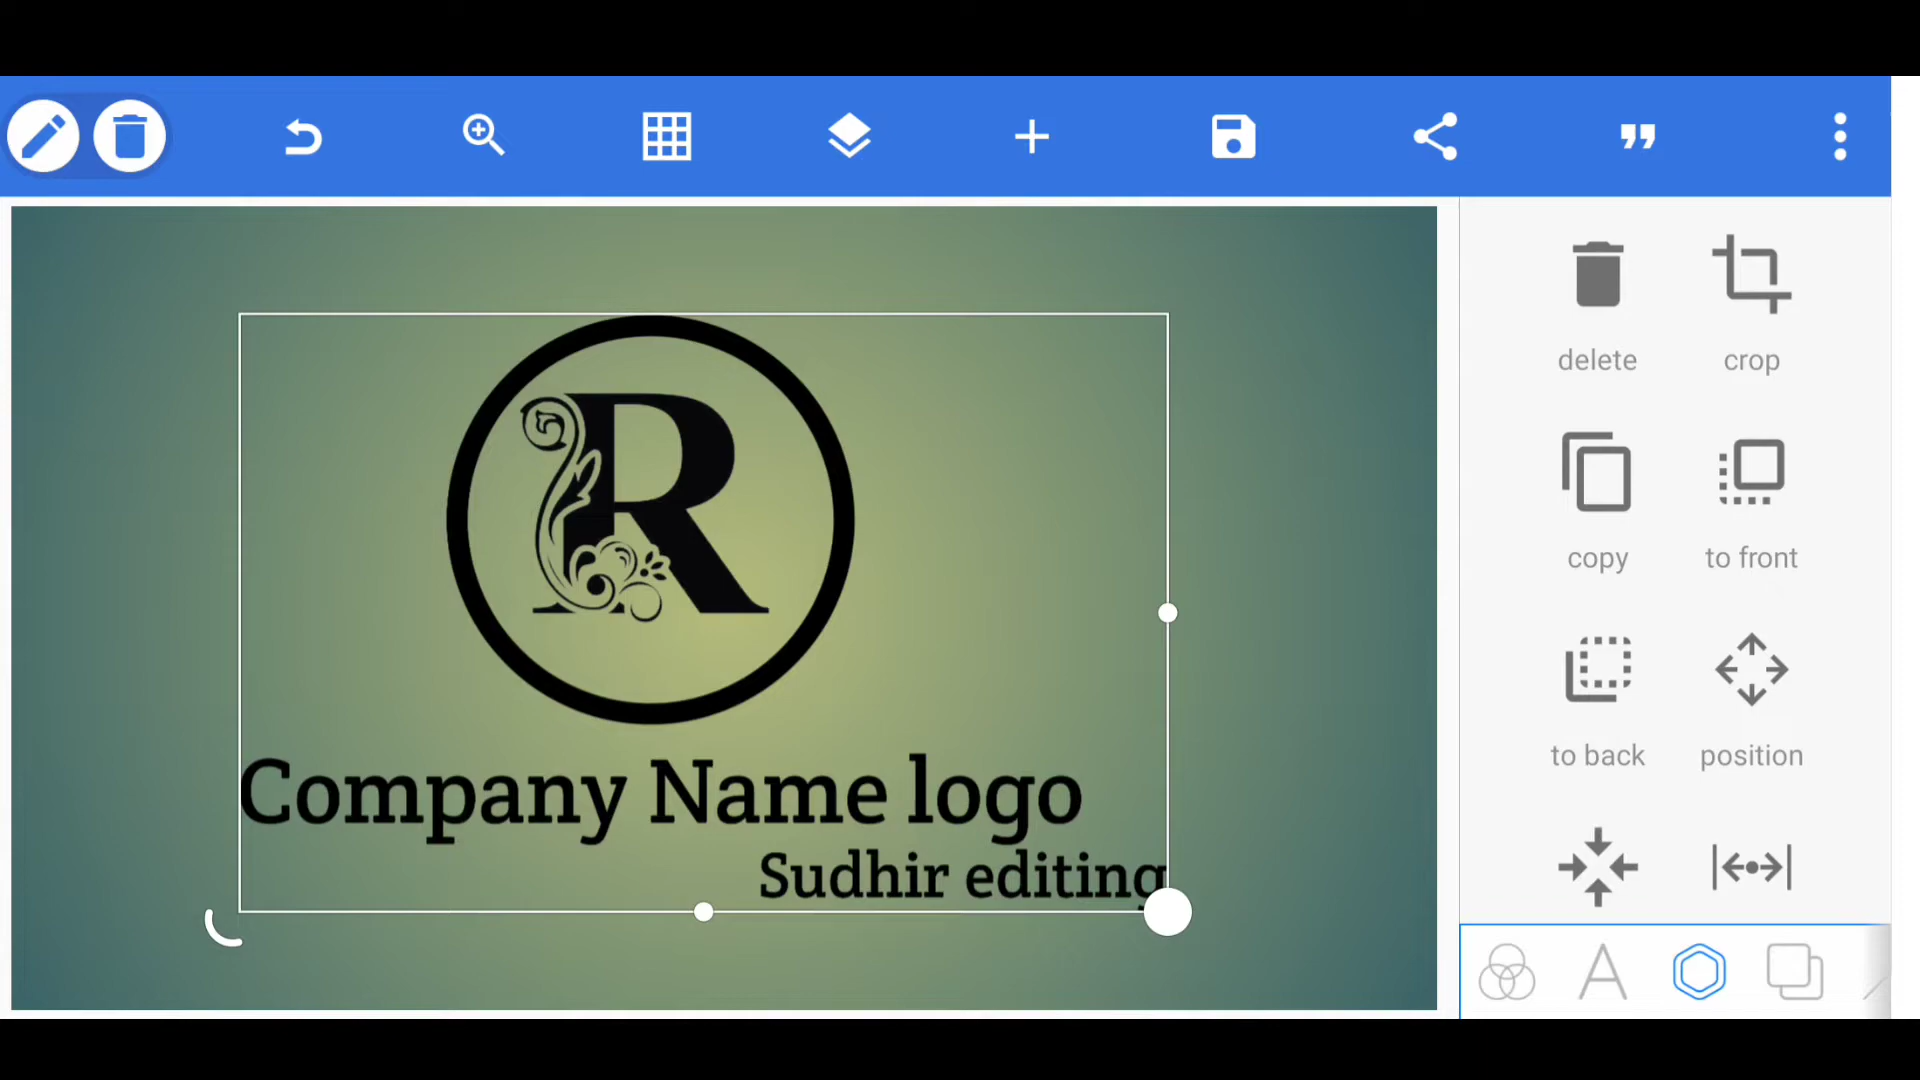 delete crop
R
copy to front
to back position
Company Name logo
Sudhir editing